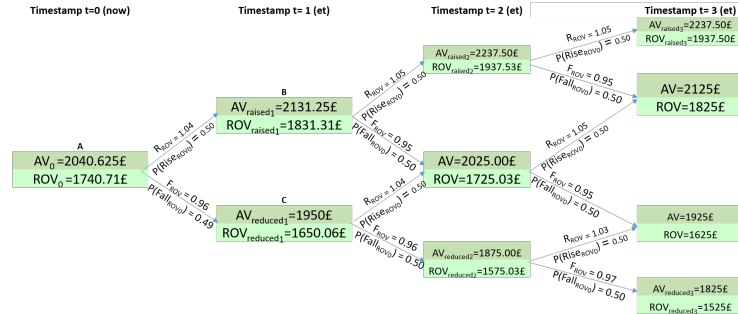 Timestamp t=0 (now)
Timestamp t= 1 (et)
Timestamp t= 2 (et)
Timestamp t= 3 (et)
A
AV0=2040.625£
ROV0=1740.71£
RROV = 1.04
P(RiseROV0) = 0.50
FROV = 0.96
P(FallROV0) = 0.49
B
AVraised1=2131.25£
ROVraised1=1831.31£
C
AVreduced1=1950£
ROVreduced1=1650.06£
RROV = 1.05
P(RiseROV0) = 0.50
FROV = 0.95
P(FallROV0) = 0.50
RROV = 1.04
P(RiseROV0) = 0.50
FROV = 0.96
P(FallROV0) = 0.50
AVraised2=2237.50£
ROVraised2=1937.53£
AV=2025.00£
ROV=1725.03£
AVreduced2=1875.00£
ROVreduced2=1575.03£
RROV = 1.05
P(RiseROV0) = 0.50
FROV = 0.95
P(FallROV0) = 0.50
RROV = 1.05
P(RiseROV0) = 0.50
FROV = 0.95
P(FallROV0) = 0.50
RROV = 1.03
P(RiseROV0) = 0.50
FROV = 0.97
P(FallROV0) = 0.50
AVraised3=2237.50£
ROVraised3=1937.50£
AV=2125£
ROV=1825£
AV=1925£
ROV=1625£
AVreduced3=1825£
ROVreduced3=1525£